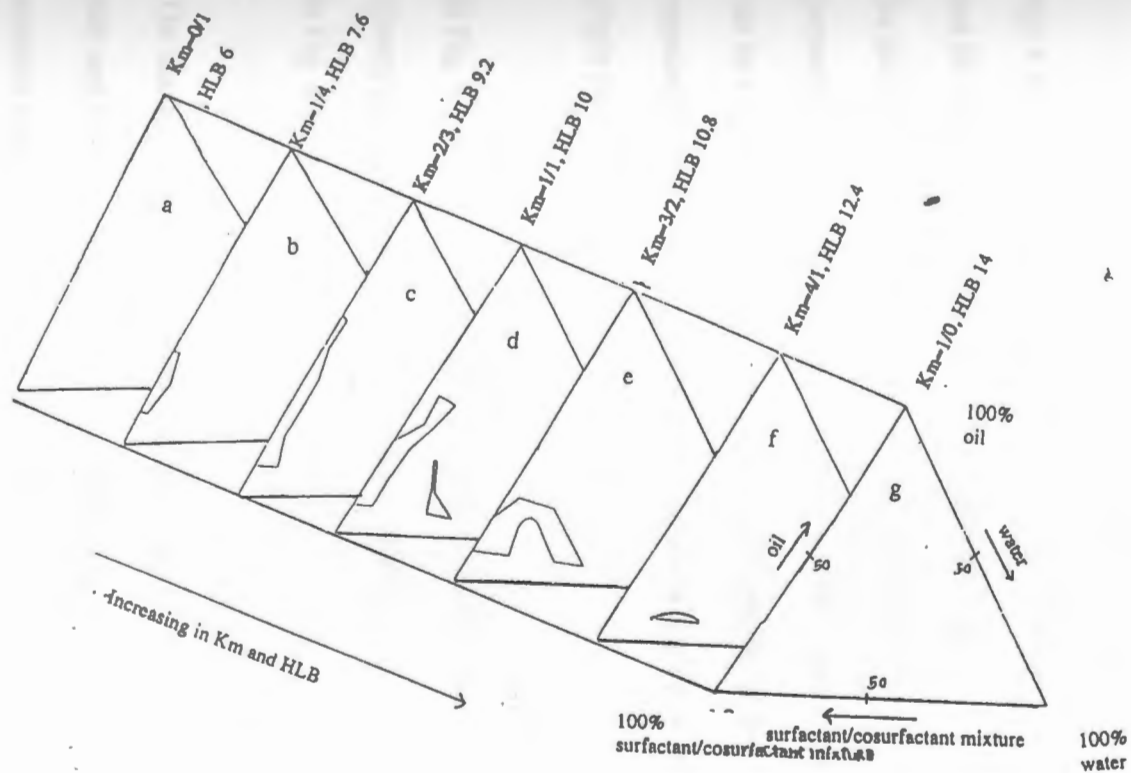 Km=0/1
, HLB 6
Km=1/4, HLB 7.6
Km=2/3, HLB 9.2
Km=1/1, HLB 10
Km=3/2, HLB 10.8
Km=4/1, HLB 12.4
Km=1/0, HLB 14
a
b
c
d
e
f
g
100%
oil
oil
50
water
50
50
Increasing in Km and HLB
100%
surfactant/cosurfactant mixture
surfactant/cosurfactant mixture
100%
water